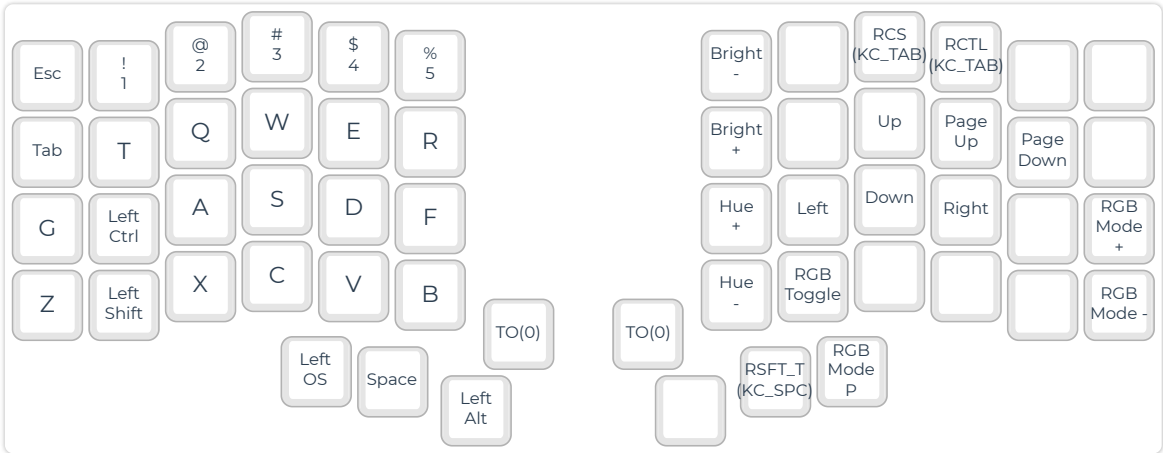 Esc
!
1
@
2
#
3
$
4
%
5
Bright
-
RCS
(KC_TAB)
RCTL
(KC_TAB)
Tab
T
Q
W
E
R
Bright
+
Up
Page
Up
Page
Down
G
Left
Ctrl
A
S
D
F
Hue
+
Left
Down
Right
RGB
Mode
+
Z
Left
Shift
X
C
V
B
Hue
-
RGB
Toggle
RGB
Mode -
TO(0)
TO(0)
Left
OS
Space
Left
Alt
RSFT_T
(KC_SPC)
RGB
Mode
P